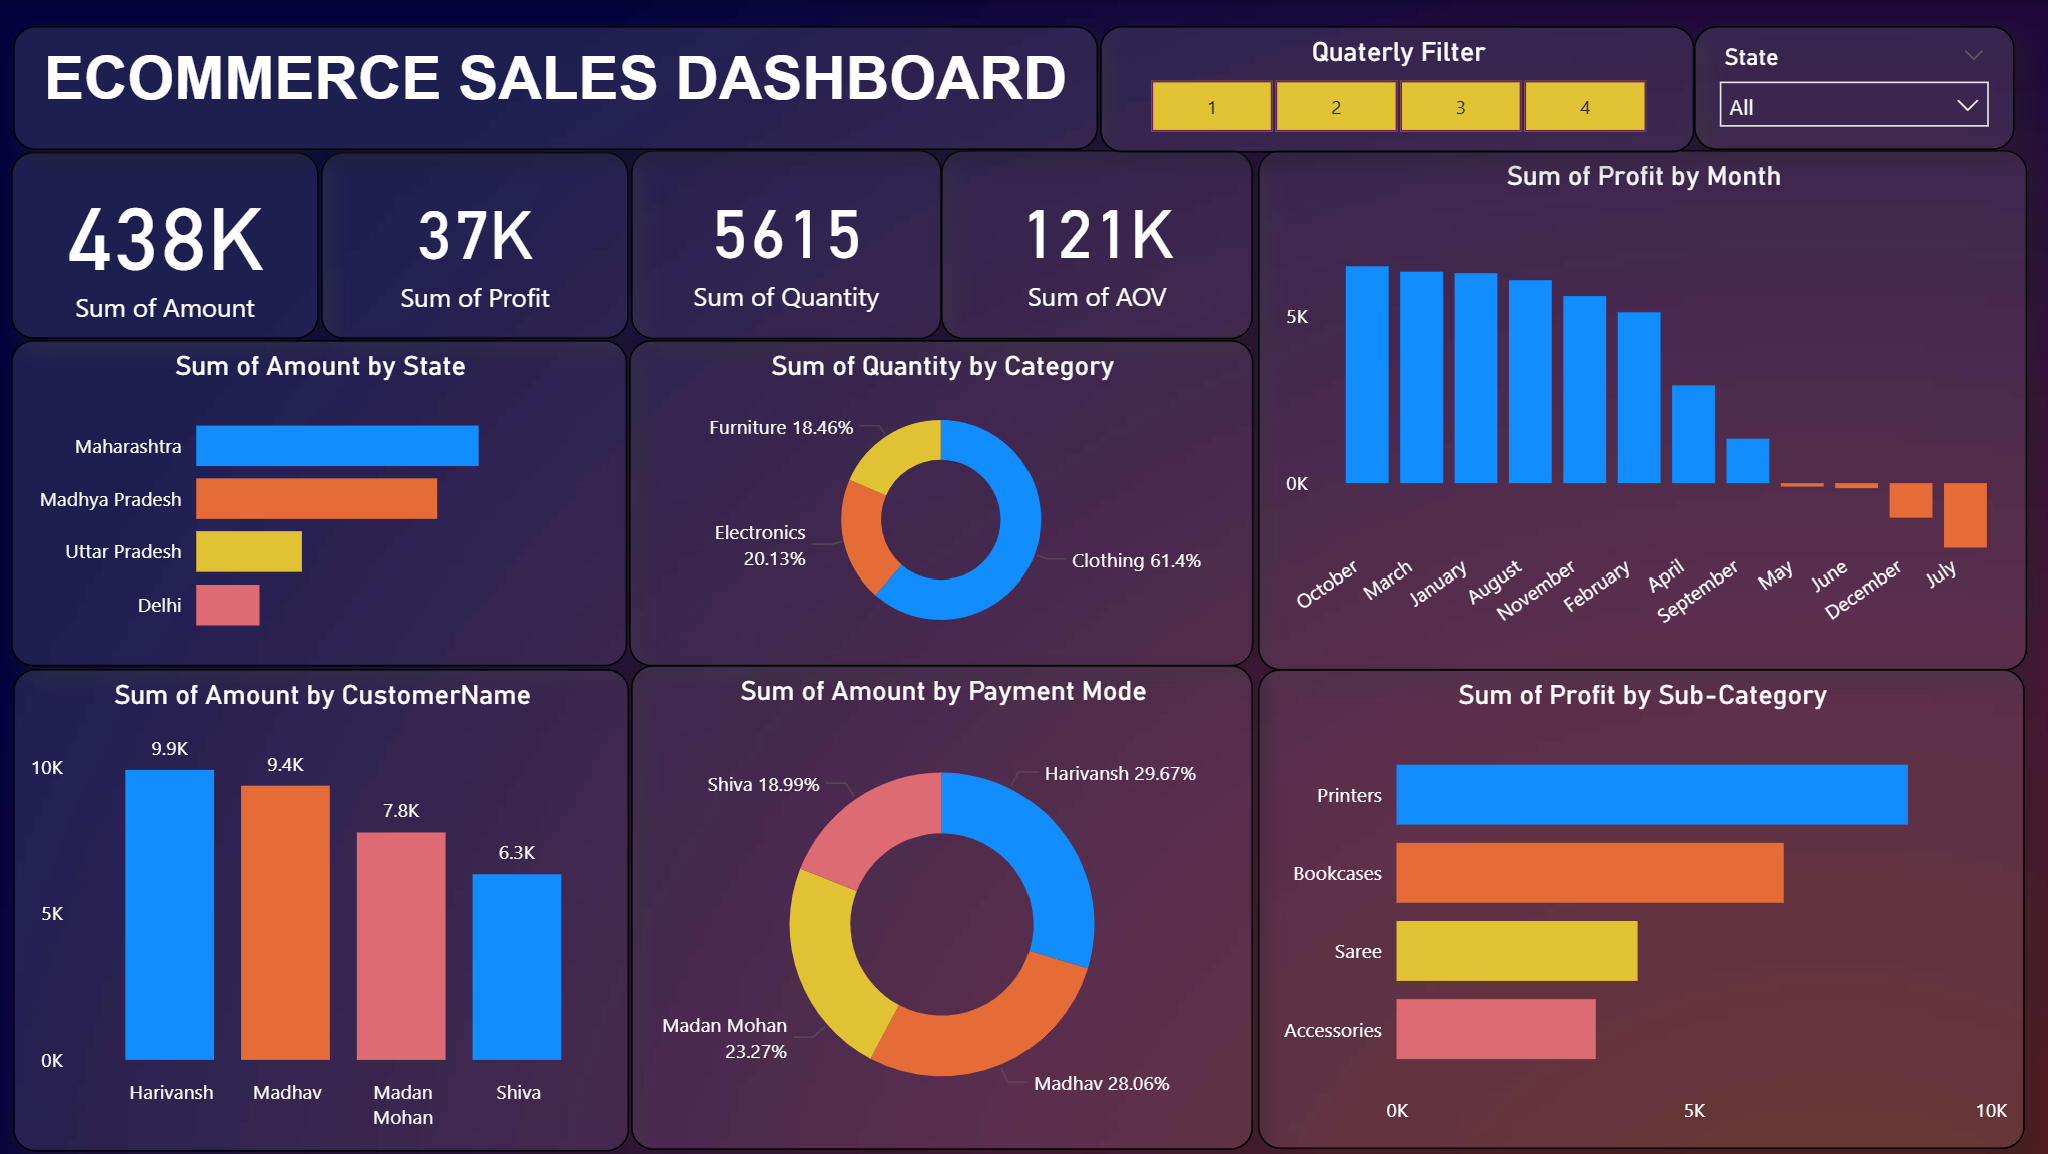 ECOMMERCE SALES DASHBOARD
Quaterly Filter
1 2 3 4
State
All
438K
Sum of Amount
37K
Sum of Profit
5615
Sum of Quantity
121K
Sum of AOV
Sum of Profit by Month
5K
0K
October March January August November February April September May June December July
Sum of Amount by State
Maharashtra
Madhya Pradesh
Uttar Pradesh
Delhi
Sum of Quantity by Category
Furniture 18.46%
Electronics
20.13%
Clothing 61.4%
Sum of Amount by CustomerName
10K
5K
0K
9.9K
9.4K
7.8K
6.3K
Harivansh Madhav Madan Shiva
Mohan
Sum of Amount by Payment Mode
Harivansh 29.67%
Shiva 18.99%
Madan Mohan
23.27%
Madhav 28.06%
Sum of Profit by Sub-Category
Printers
Bookcases
Saree
Accessories
0K 5K 10K